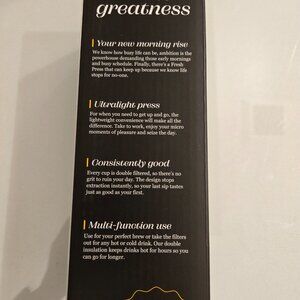 greatness
Your new morning rise
We know how busy life can be, ambition is the
powerhouse demanding those early mornings
and busy schedule. Finally, there's a Fresh
Press that can keep up because we know life
stops for no-one.
Ultralight press
For when you need to get up and go, the
lightweight convenience will make all the
difference. Take to work, enjoy your micro
moments of pleasure and seize the day.
Consistently good
Every cup is double filtered, so there's no
grit to ruin your day. The design stops
extraction instantly, so your last sip tastes
just as good as your first.
Multi-function use
Use for your perfect brew or take the filters
out for any hot or cold drink. Our double
insulation keeps drinks hot for hours so you
can go for longer.